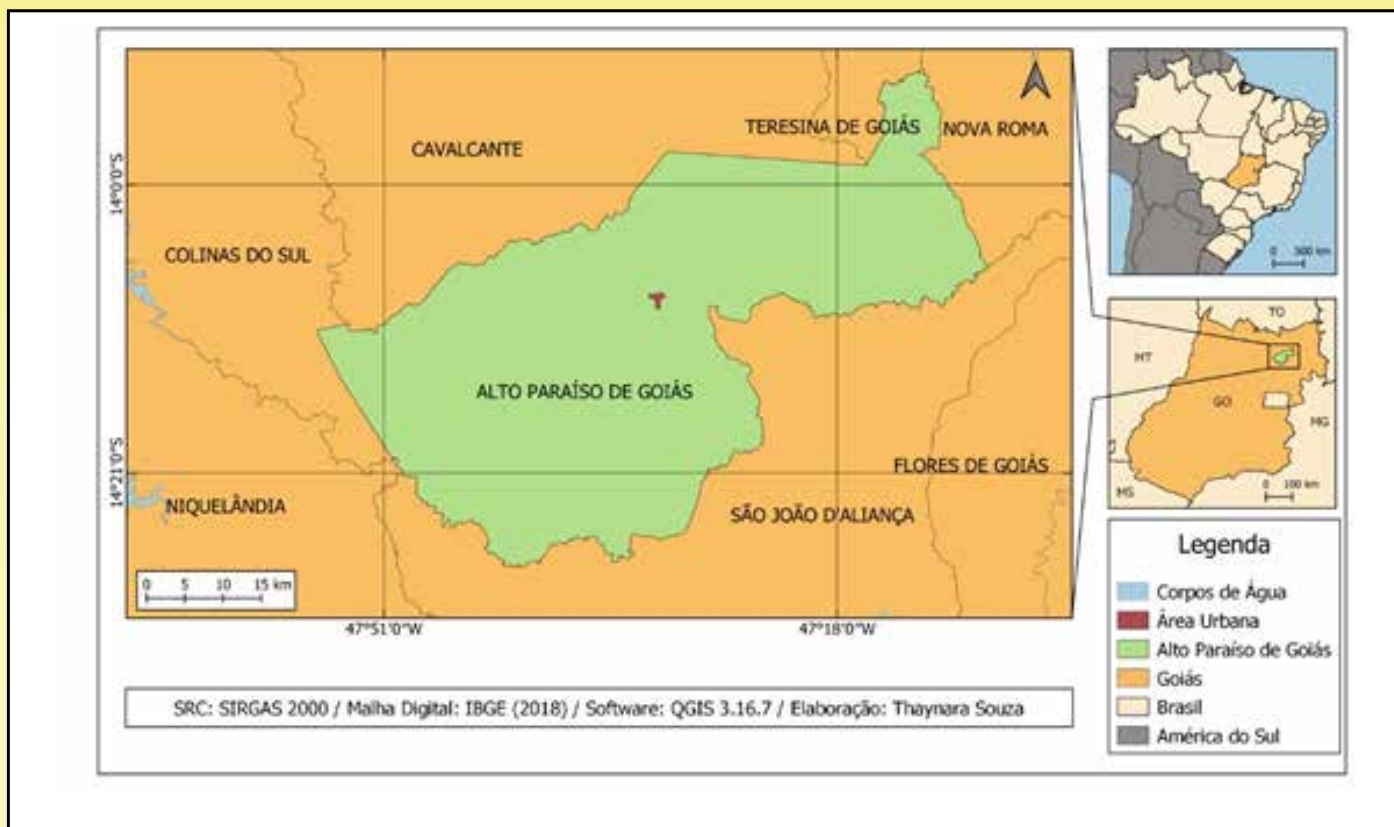 CAVALCANTE
TERESINA DE GOIÁS
NOVA ROMA
14°0'0"S
COLINAS DO SUL
ALTO PARAÍSO DE GOIÁS
14°21'0"S
FLORES DE GOIÁS
NIQUELÂNDIA
SÃO JOÃO D'ALIANÇA
0 5 10 15 km
47°51'0"W
47°18'0"W
0 500 km
TO
MT
GO
MG
MS
0 100 km
Legenda
Corpos de Água
Área Urbana
Alto Paraíso de Goiás
Goiás
Brasil
América do Sul
SRC: SIRGAS 2000 / Malha Digital: IBGE (2018) / Software: QGIS 3.16.7 / Elaboração: Thaynara Souza